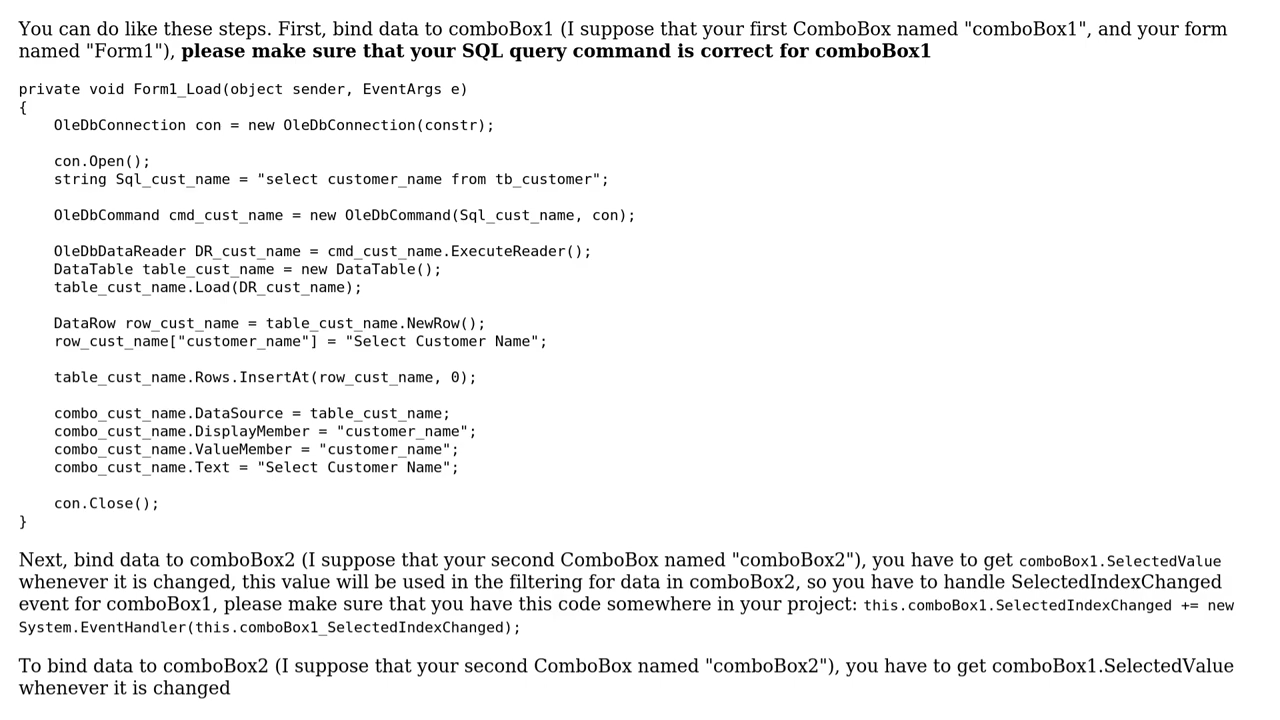 You can do like these steps. First, bind data to comboBox1 (I suppose that your first ComboBox named "comboBox1", and your form
named "Form1"), please make sure that your SQL query command is correct for comboBox1
private void Form1_Load(object sender, EventArgs e)
{
    OleDbConnection con = new OleDbConnection(constr);
    con.Open();
    string Sql_cust_name = "select customer_name from tb_customer";
    OleDbCommand cmd_cust_name = new OleDbCommand(Sql_cust_name, con);
    OleDbDataReader DR_cust_name = cmd_cust_name.ExecuteReader();
    DataTable table_cust_name = new DataTable();
    table_cust_name.Load(DR_cust_name);
    DataRow row_cust_name = table_cust_name.NewRow();
    row_cust_name["customer_name"] = "Select Customer Name";
    table_cust_name.Rows.InsertAt(row_cust_name, 0);
    combo_cust_name.DataSource = table_cust_name;
    combo_cust_name.DisplayMember = "customer_name";
    combo_cust_name.ValueMember = "customer_name";
    combo_cust_name.Text = "Select Customer Name";
    con.Close();
}
Next, bind data to comboBox2 (I suppose that your second ComboBox named "comboBox2"), you have to get comboBox1.SelectedValue
whenever it is changed, this value will be used in the filtering for data in comboBox2, so you have to handle SelectedIndexChanged
event for comboBox1, please make sure that you have this code somewhere in your project: this.comboBox1.SelectedIndexChanged += new
System.EventHandler(this.comboBox1_SelectedIndexChanged);
To bind data to comboBox2 (I suppose that your second ComboBox named "comboBox2"), you have to get comboBox1.SelectedValue
whenever it is changed